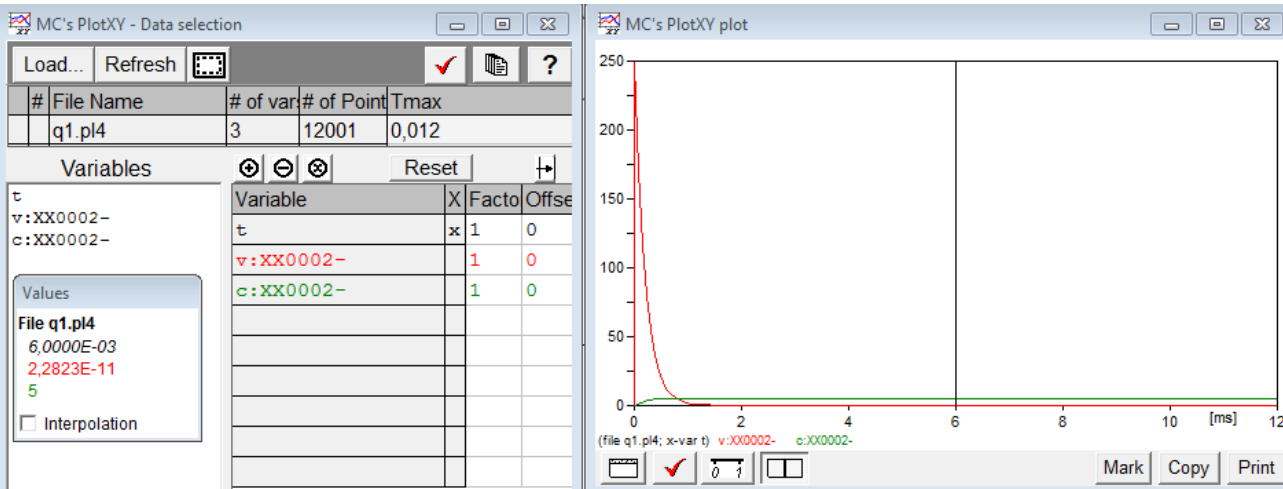 MC's PlotXY - Data selection
Load... Refresh ?
# File Name # of var: # of Point Tmax
q1.pl4 3 12001 0,012
Variables Reset
t
v:XX0002-
c:XX0002-
Variable X Facto Offse
t x 1 0
v:XX0002- 1 0
c:XX0002- 1 0
Values
File q1.pl4
6,0000E-03
2,2823E-11
5
Interpolation
MC's PlotXY plot
250
200
150
100
50
0
0 2 4 6 8 10 [ms] 12
(file q1.pl4; x-var t) v:XX0002- c:XX0002-
0 1 Mark Copy Print